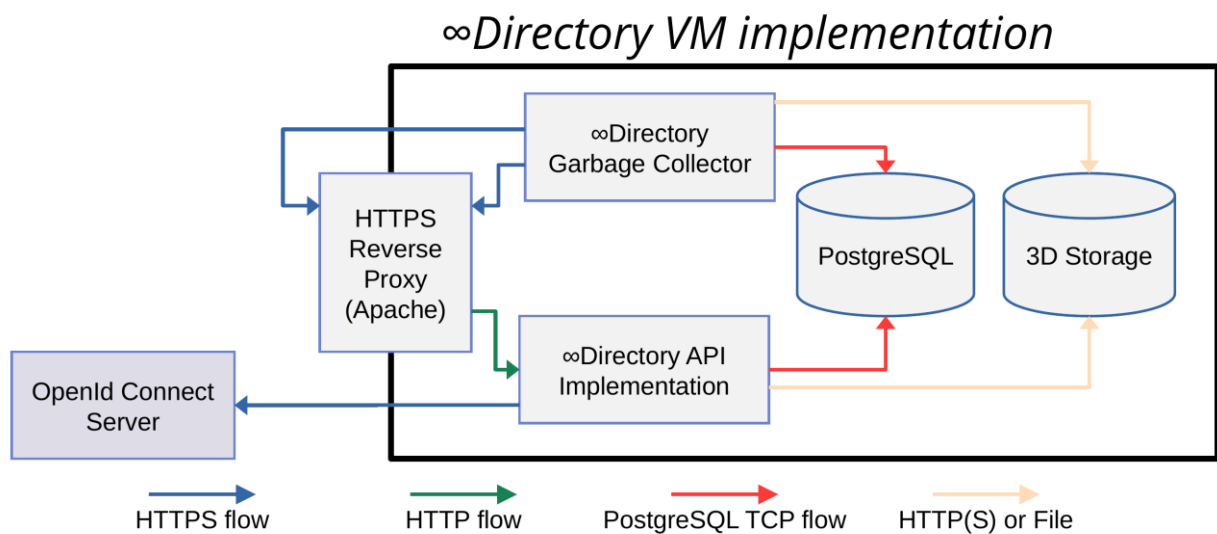 ∞Directory VM implementation
∞Directory
Garbage Collector
HTTPS
Reverse
Proxy
(Apache)
PostgreSQL
3D Storage
∞Directory API
Implementation
OpenId Connect
Server
HTTPS flow
HTTP flow
PostgreSQL TCP flow
HTTP(S) or File